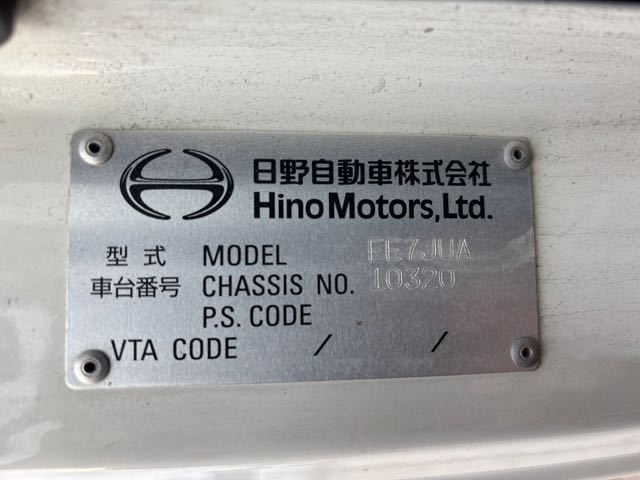 日野自動車株式会社
Hino Motors, Ltd.
型式 MODEL FE7JUA
車台番号 CHASSIS NO. 10320
P.S. CODE
VTA CODE / /